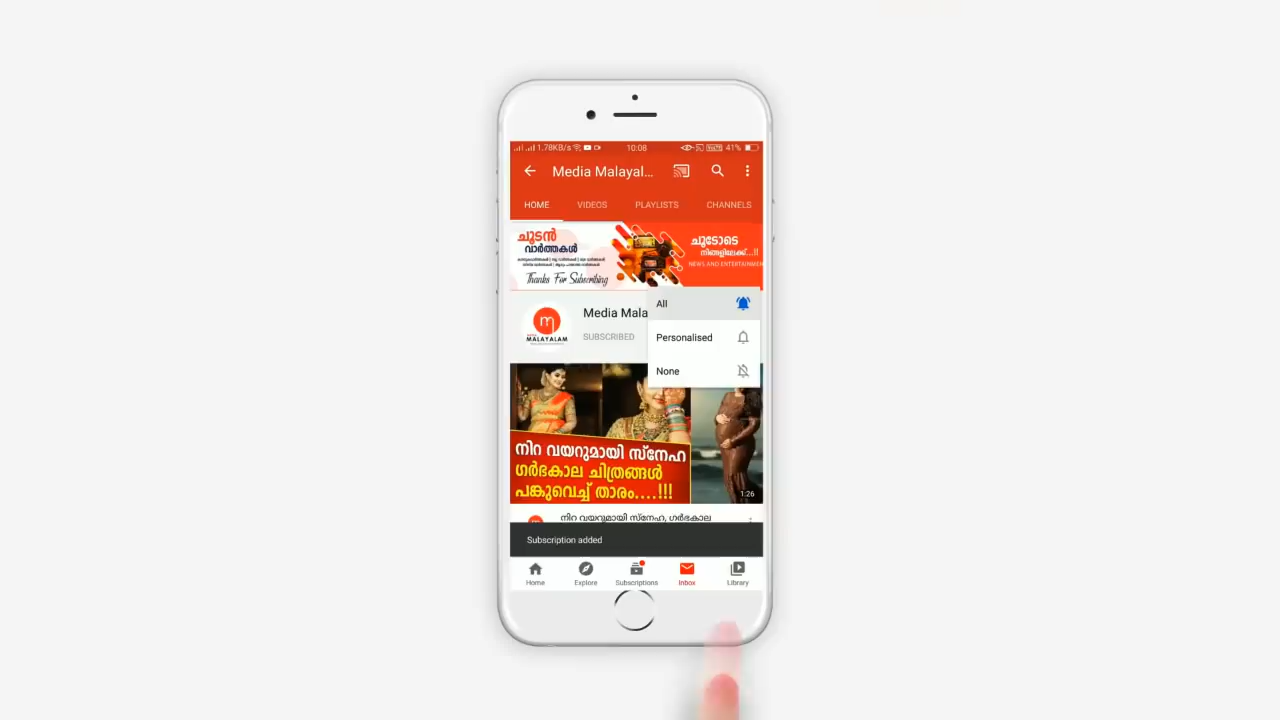 1.78KB/s 10:08 41%
Media Malayal...
HOME VIDEOS PLAYLISTS CHANNELS
ചൂടൻ
വാർത്തകൾ
Thanks For Subscribing
ചൂടോടെ
നിങ്ങളിലേക്ക്...!!
NEWS AND ENTERTAINMEN
All
Media Mala
SUBSCRIBED
Personalised
None
MALAYALAM
നിറ വയറുമായി സ്നേഹ
ഗർഭകാല ചിത്രങ്ങൾ
പങ്കുവെച്ച് താരം....!!!
1:26
നിറ വയറുമായി സ്നേഹ, ഗർഭകാല
Subscription added
Home Explore Subscriptions Inbox Library